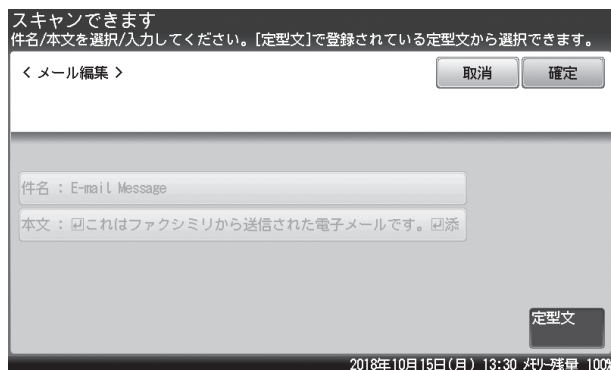 スキャンできます
件名/本文を選択/入力してください。[定型文]で登録されている定型文から選択できます。
< メール編集 >
取消
確定
件名 : E-mail Message
本文 : ↵これはファクシミリから送信された電子メールです。↵添
定型文
2018年10月15日(月) 13:30 メモリー残量 100%